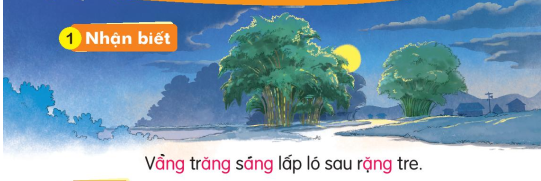 1 Nhận biết
Vầng trăng sáng lấp ló sau rặng tre.